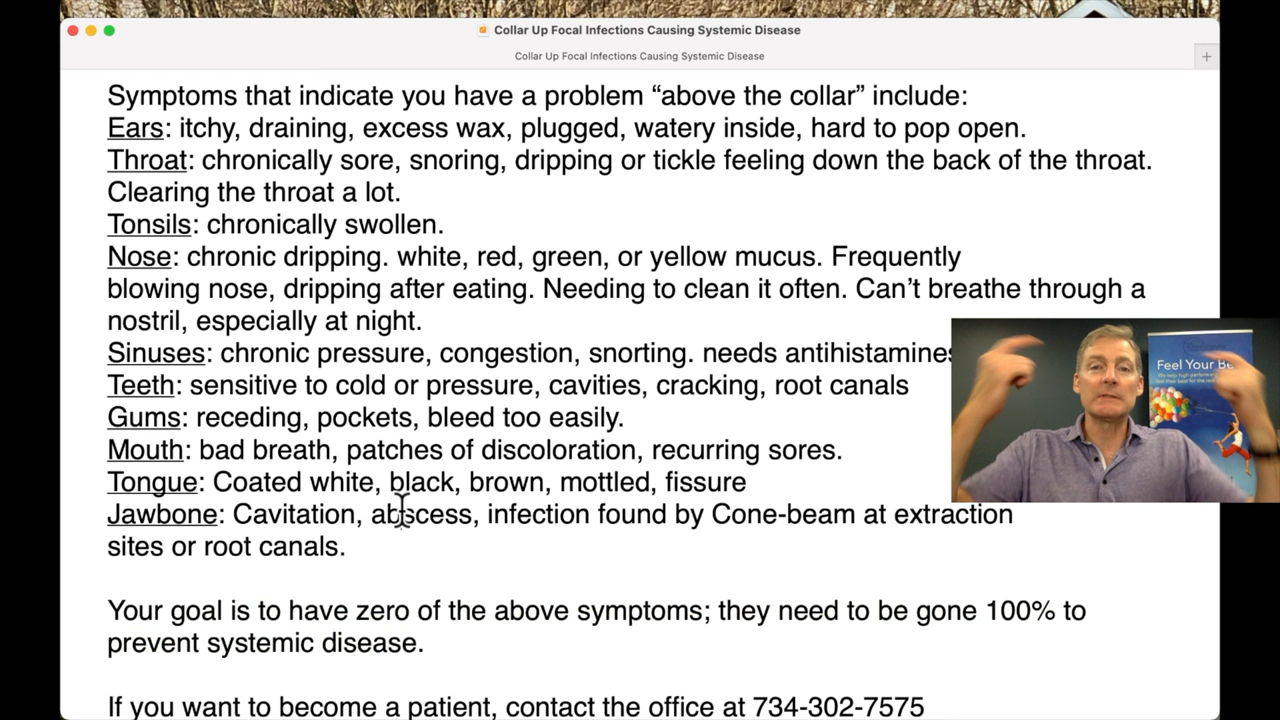 Collar Up Focal Infections Causing Systemic Disease
Collar Up Focal Infections Causing Systemic Disease
Symptoms that indicate you have a problem “above the collar” include:
Ears: itchy, draining, excess wax, plugged, watery inside, hard to pop open.
Throat: chronically sore, snoring, dripping or tickle feeling down the back of the throat.
Clearing the throat a lot.
Tonsils: chronically swollen.
Nose: chronic dripping. white, red, green, or yellow mucus. Frequently
blowing nose, dripping after eating. Needing to clean it often. Can’t breathe through a
nostril, especially at night.
Sinuses: chronic pressure, congestion, snorting. needs antihistamines
Teeth: sensitive to cold or pressure, cavities, cracking, root canals
Gums: receding, pockets, bleed too easily.
Mouth: bad breath, patches of discoloration, recurring sores.
Tongue: Coated white, black, brown, mottled, fissure
Jawbone: Cavitation, abscess, infection found by Cone-beam at extraction
sites or root canals.
Your goal is to have zero of the above symptoms; they need to be gone 100% to
prevent systemic disease.
If you want to become a patient, contact the office at 734-302-7575
Feel Your